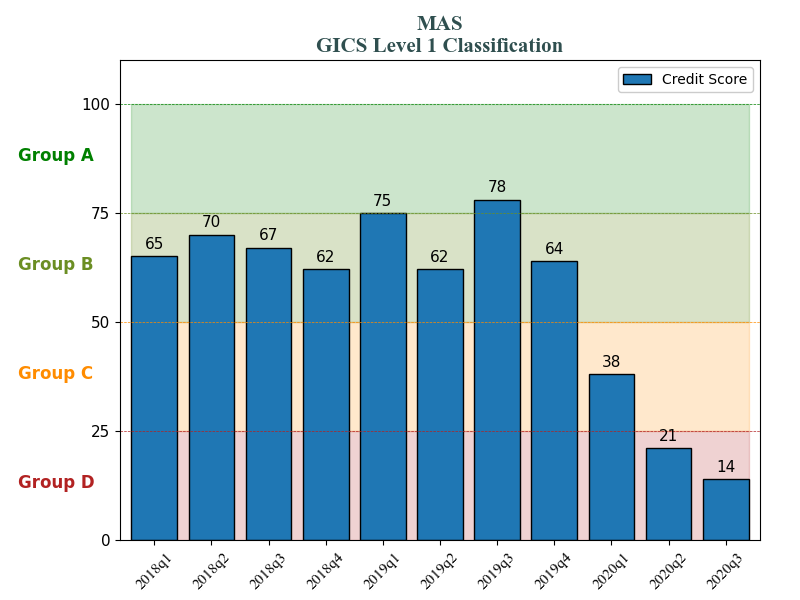 MAS
GICS Level 1 Classification
Credit Score
100
Group A
75
Group B
50
Group C
25
Group D
0
65
70
67
62
75
62
78
64
38
21
14
2018q1
2018q2
2018q3
2018q4
2019q1
2019q2
2019q3
2019q4
2020q1
2020q2
2020q3